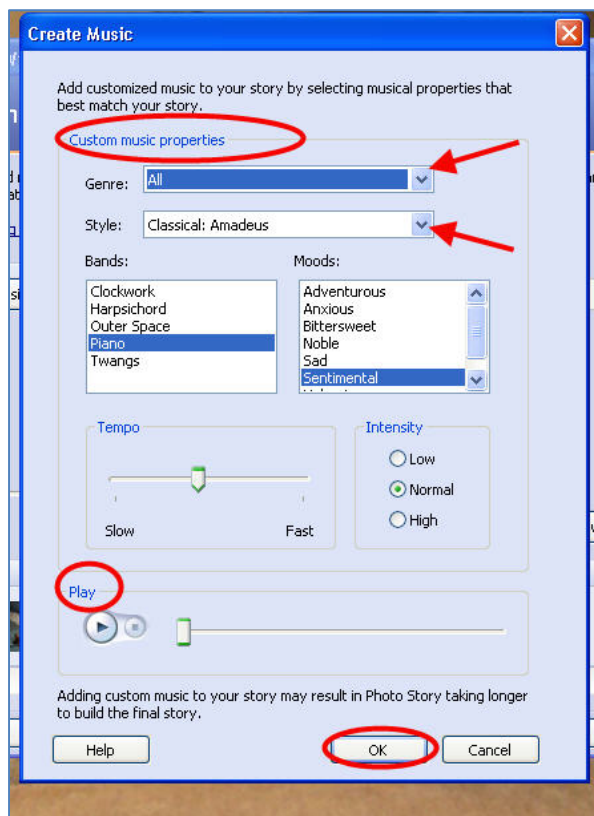 Create Music
Add customized music to your story by selecting musical properties that
best match your story.
Custom music properties
Genre: All
Style: Classical: Amadeus
Bands: Moods:
Clockwork Adventurous
Harpsichord Anxious
Outer Space Bittersweet
Piano Noble
Twangs Sad
Sentimental
Tempo Intensity
Low
Normal
Slow Fast High
Play
Adding custom music to your story may result in Photo Story taking longer
to build the final story.
Help OK Cancel